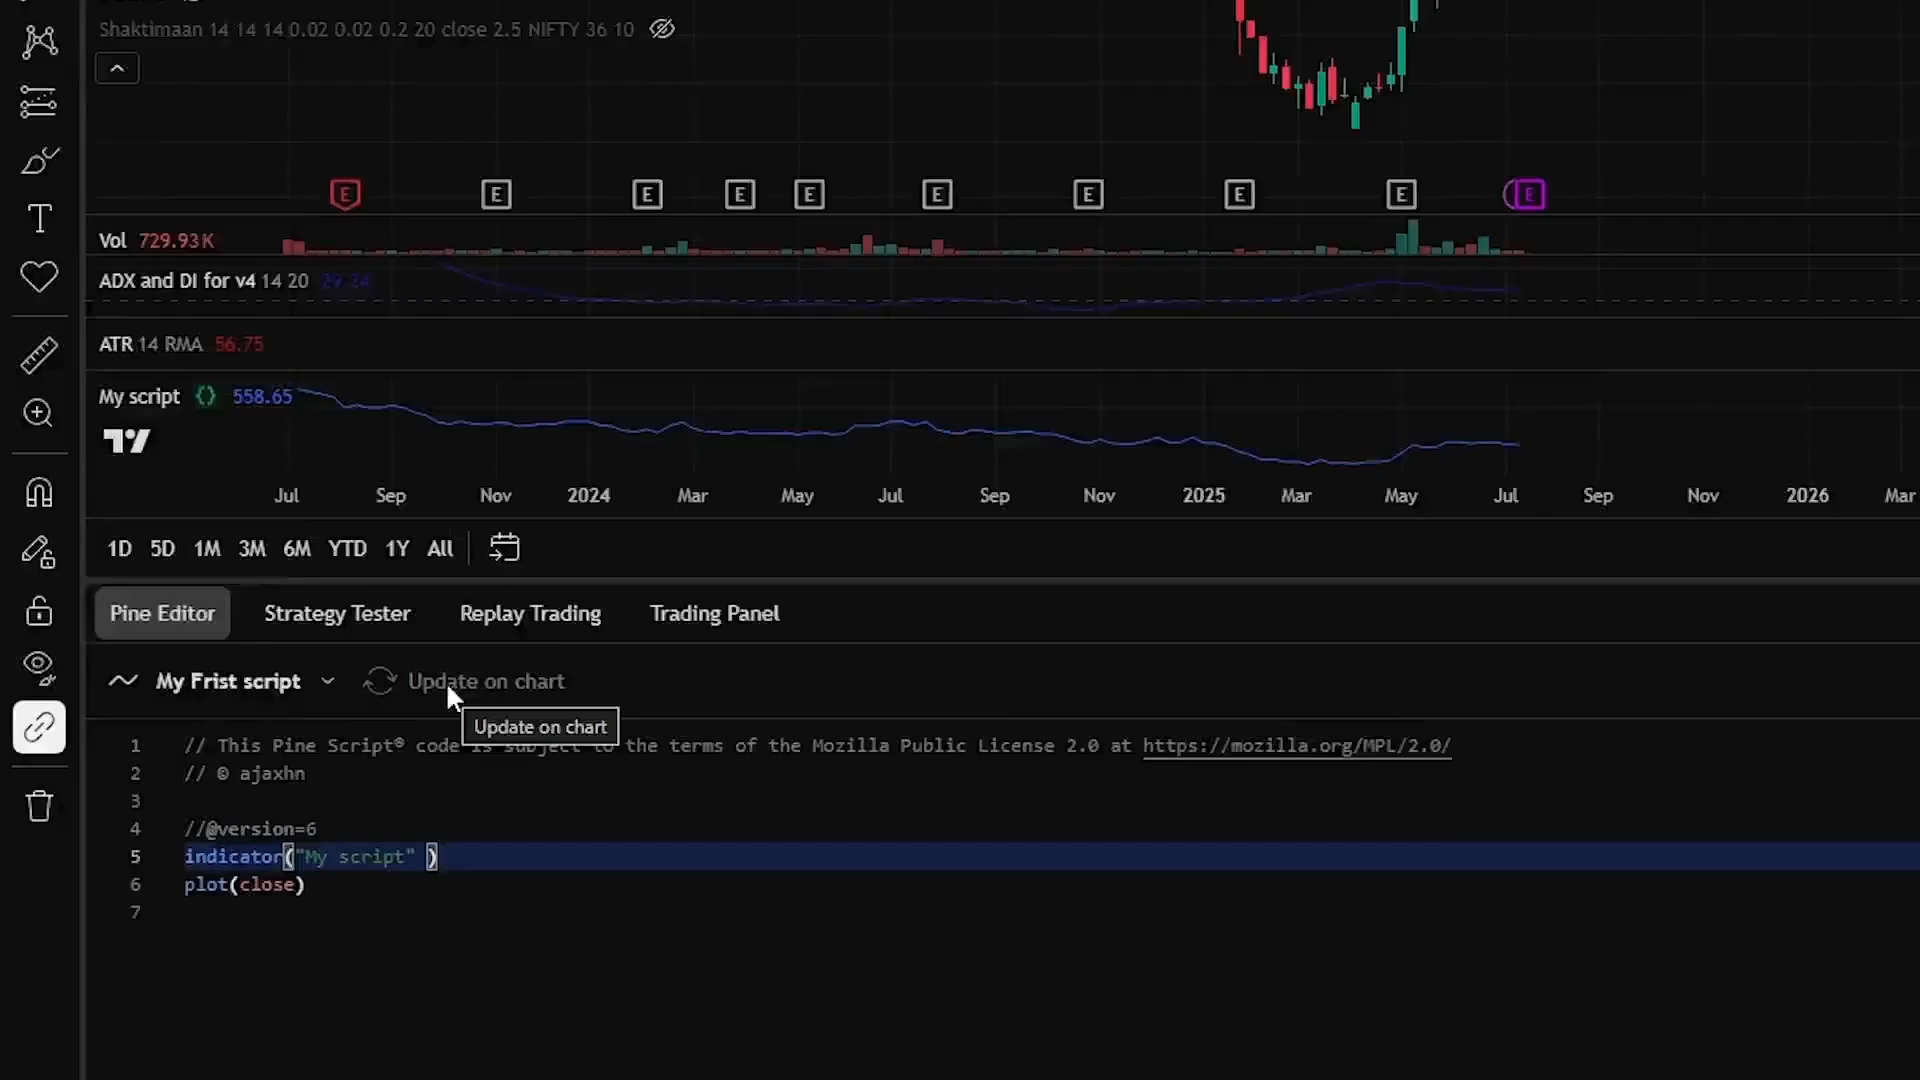 Shaktimaan 14 14 14 0.02 0.02 0.2 20 close 2.5 NIFTY 36 10
E E E E E E E E E E
Vol 729.93K
ADX and DI for v4 14 20 29.24
ATR 14 RMA 56.75
My script {} 558.65
Jul Sep Nov 2024 Mar May Jul Sep Nov 2025 Mar May Jul Sep Nov 2026 Mar
1D 5D 1M 3M 6M YTD 1Y All
Pine Editor Strategy Tester Replay Trading Trading Panel
My Frist script Update on chart
Update on chart
1 // This Pine Script® code is subject to the terms of the Mozilla Public License 2.0 at https://mozilla.org/MPL/2.0/
2 // © ajaxhn
3
4 //@version=6
5 indicator("My script" )
6 plot(close)
7